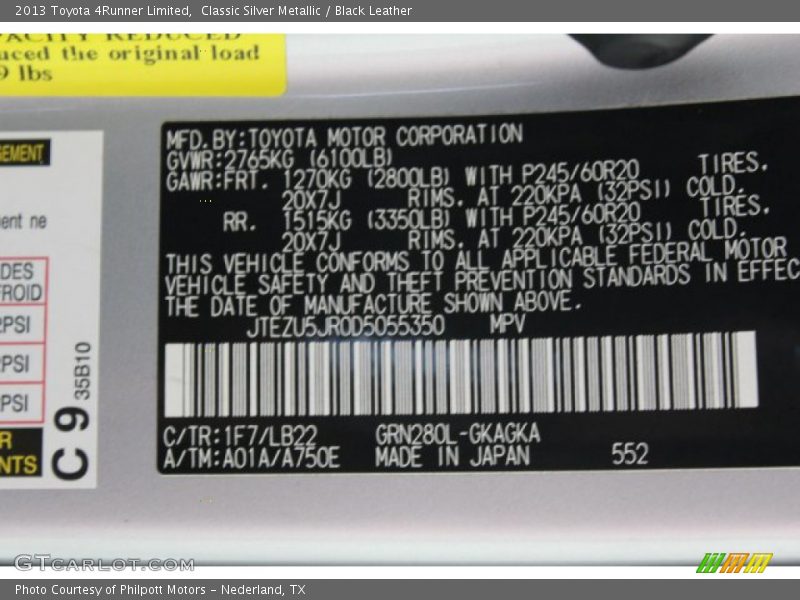 2013 Toyota 4Runner Limited,  Classic Silver Metallic / Black Leather
uced the original load
9 lbs
MFD.BY:TOYOTA MOTOR CORPORATION
GVWR:2765KG (6100LB)
GAWR:FRT. 1270KG (2800LB) WITH P245/60R20 TIRES.
20X7J RIMS. AT 220KPA (32PSI) COLD.
RR. 1515KG (3350LB) WITH P245/60R20 TIRES.
20X7J RIMS. AT 220KPA (32PSI) COLD.
THIS VEHICLE CONFORMS TO ALL APPLICABLE FEDERAL MOTOR
VEHICLE SAFETY AND THEFT PREVENTION STANDARDS IN EFFEC
THE DATE OF MANUFACTURE SHOWN ABOVE.
JTEZU5JR0D5055350 MPV
C/TR:1F7/LB22 GRN280L-GKAGKA
A/TM:A01A/A750E MADE IN JAPAN 552
GEMENT
ent ne
DES
FROID
PSI
PSI
PSI
R
NTS
C 9
35B10
GTCARLOT.COM
Photo Courtesy of Philpott Motors - Nederland, TX